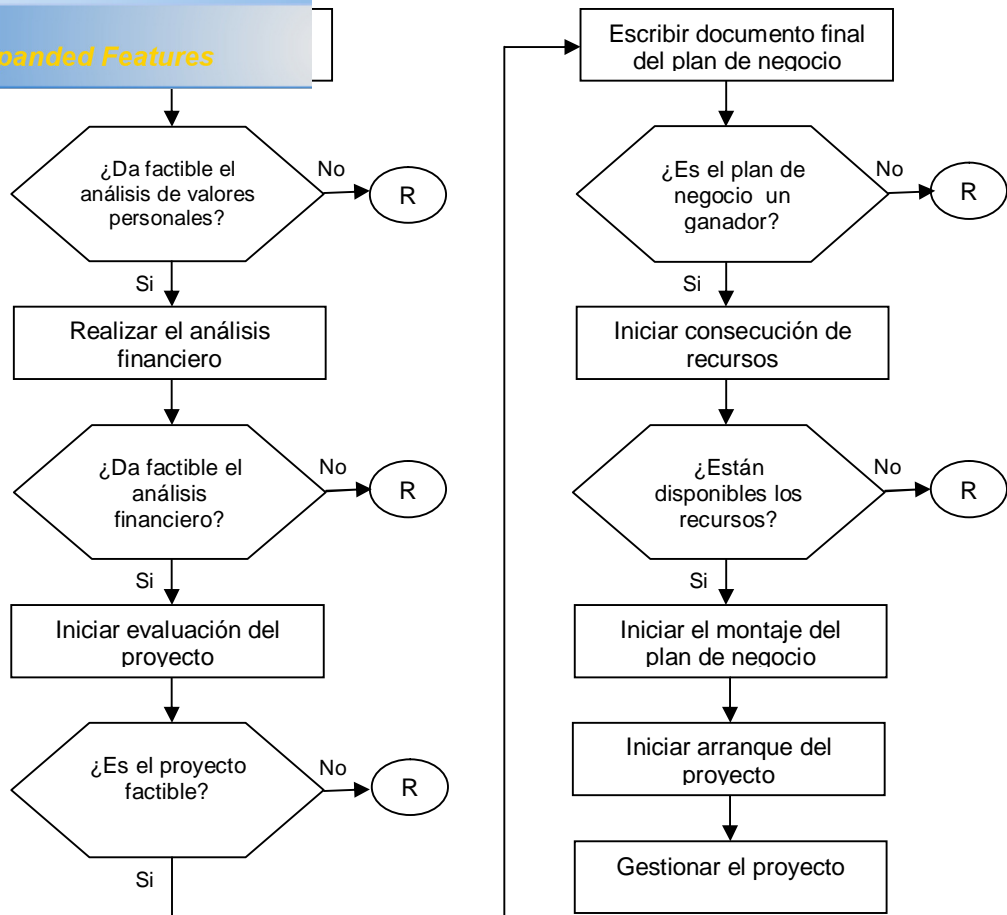 panded Features
¿Da factible el
análisis de valores
personales?
No
R
Si
Realizar el análisis
financiero
¿Da factible el
análisis
financiero?
No
R
Si
Iniciar evaluación del
proyecto
¿Es el proyecto
factible?
No
R
Si
Escribir documento final
del plan de negocio
¿Es el plan de
negocio un
ganador?
No
R
Si
Iniciar consecución de
recursos
¿Están
disponibles los
recursos?
No
R
Si
Iniciar el montaje del
plan de negocio
Iniciar arranque del
proyecto
Gestionar el proyecto